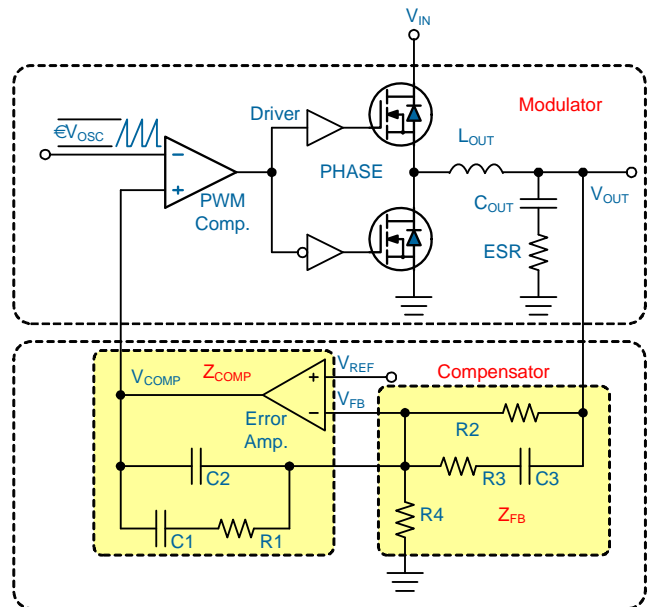 VIN
Modulator
Driver
€VOSC
LOUT
PHASE
PWM
Comp.
COUT
VOUT
ESR
ZCOMP
VCOMP
VREF
Compensator
VFB
Error
Amp.
R2
C2
R3
C3
R4
C1
R1
ZFB
−
+
+
−